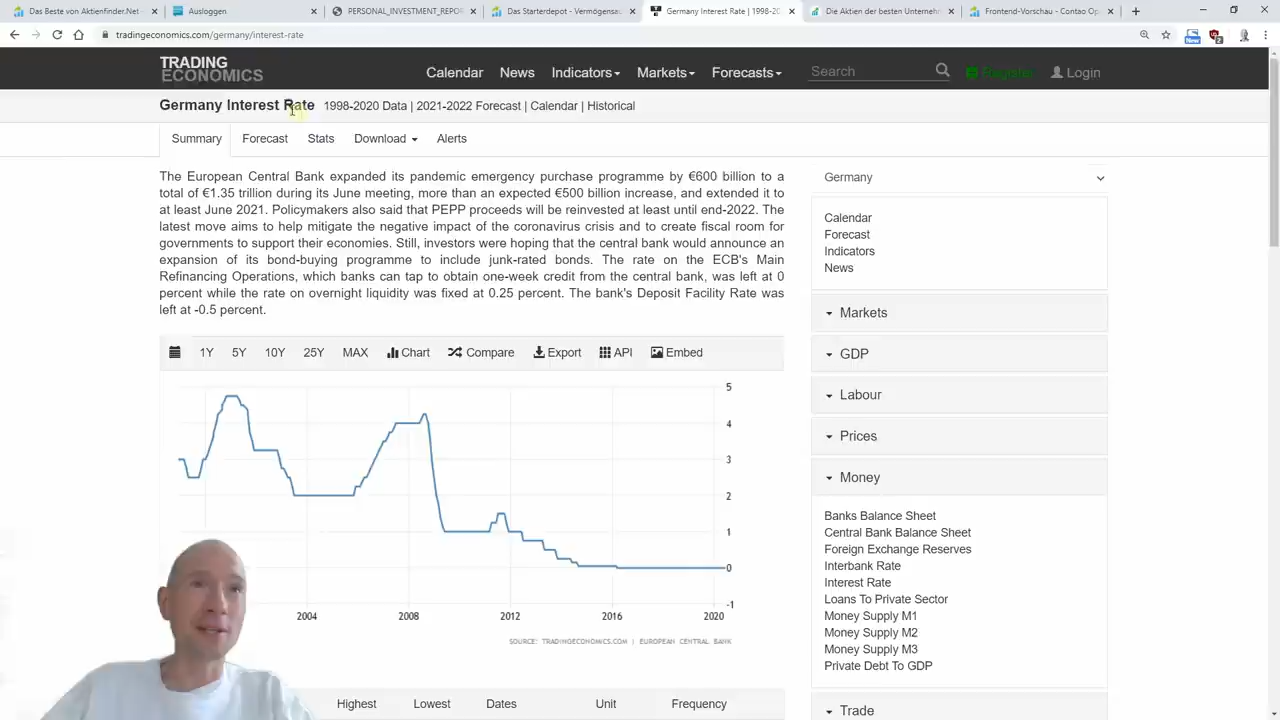 Das Beste von Aktienfinder.Net -
Ausloggen
PERSONAL_INVESTMENT_REPOR
Das Starterdepot - Vermögensau
Germany Interest Rate | 1998-20
Die Aktien der besten Unternehm
Frontend-Vorschau - Contao Op
tradingeconomics.com/germany/interest-rate
New
2
TRADING
ECONOMICS
Calendar News Indicators Markets Forecasts Search Register Login
Germany Interest Rate 1998-2020 Data | 2021-2022 Forecast | Calendar | Historical
Summary Forecast Stats Download Alerts
The European Central Bank expanded its pandemic emergency purchase programme by €600 billion to a
total of €1.35 trillion during its June meeting, more than an expected €500 billion increase, and extended it to
at least June 2021. Policymakers also said that PEPP proceeds will be reinvested at least until end-2022. The
latest move aims to help mitigate the negative impact of the coronavirus crisis and to create fiscal room for
governments to support their economies. Still, investors were hoping that the central bank would announce an
expansion of its bond-buying programme to include junk-rated bonds. The rate on the ECB's Main
Refinancing Operations, which banks can tap to obtain one-week credit from the central bank, was left at 0
percent while the rate on overnight liquidity was fixed at 0.25 percent. The bank's Deposit Facility Rate was
left at -0.5 percent.
1Y 5Y 10Y 25Y MAX Chart Compare Export API Embed
5
4
3
2
1
0
-1
2004 2008 2012 2016 2020
SOURCE: TRADINGECONOMICS.COM | EUROPEAN CENTRAL BANK
Highest Lowest Dates Unit Frequency
Germany
Calendar
Forecast
Indicators
News
Markets
GDP
Labour
Prices
Money
Banks Balance Sheet
Central Bank Balance Sheet
Foreign Exchange Reserves
Interbank Rate
Interest Rate
Loans To Private Sector
Money Supply M1
Money Supply M2
Money Supply M3
Private Debt To GDP
Trade